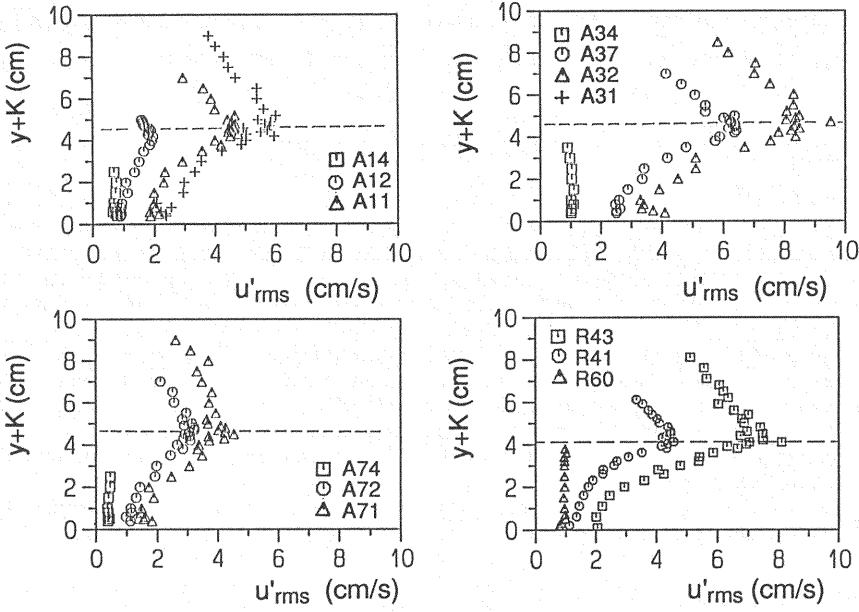 y+K (cm)
10
8
6
4
2
0
A14
A12
A11
0 2 4 6 8 10
u'rms (cm/s)
y+K (cm)
10
8
6
4
2
0
A34
A37
A32
A31
0 2 4 6 8 10
u'rms (cm/s)
y+K (cm)
10
8
6
4
2
0
A74
A72
A71
0 2 4 6 8 10
u'rms (cm/s)
y+K (cm)
10
8
6
4
2
0
R43
R41
R60
0 2 4 6 8 10
u'rms (cm/s)